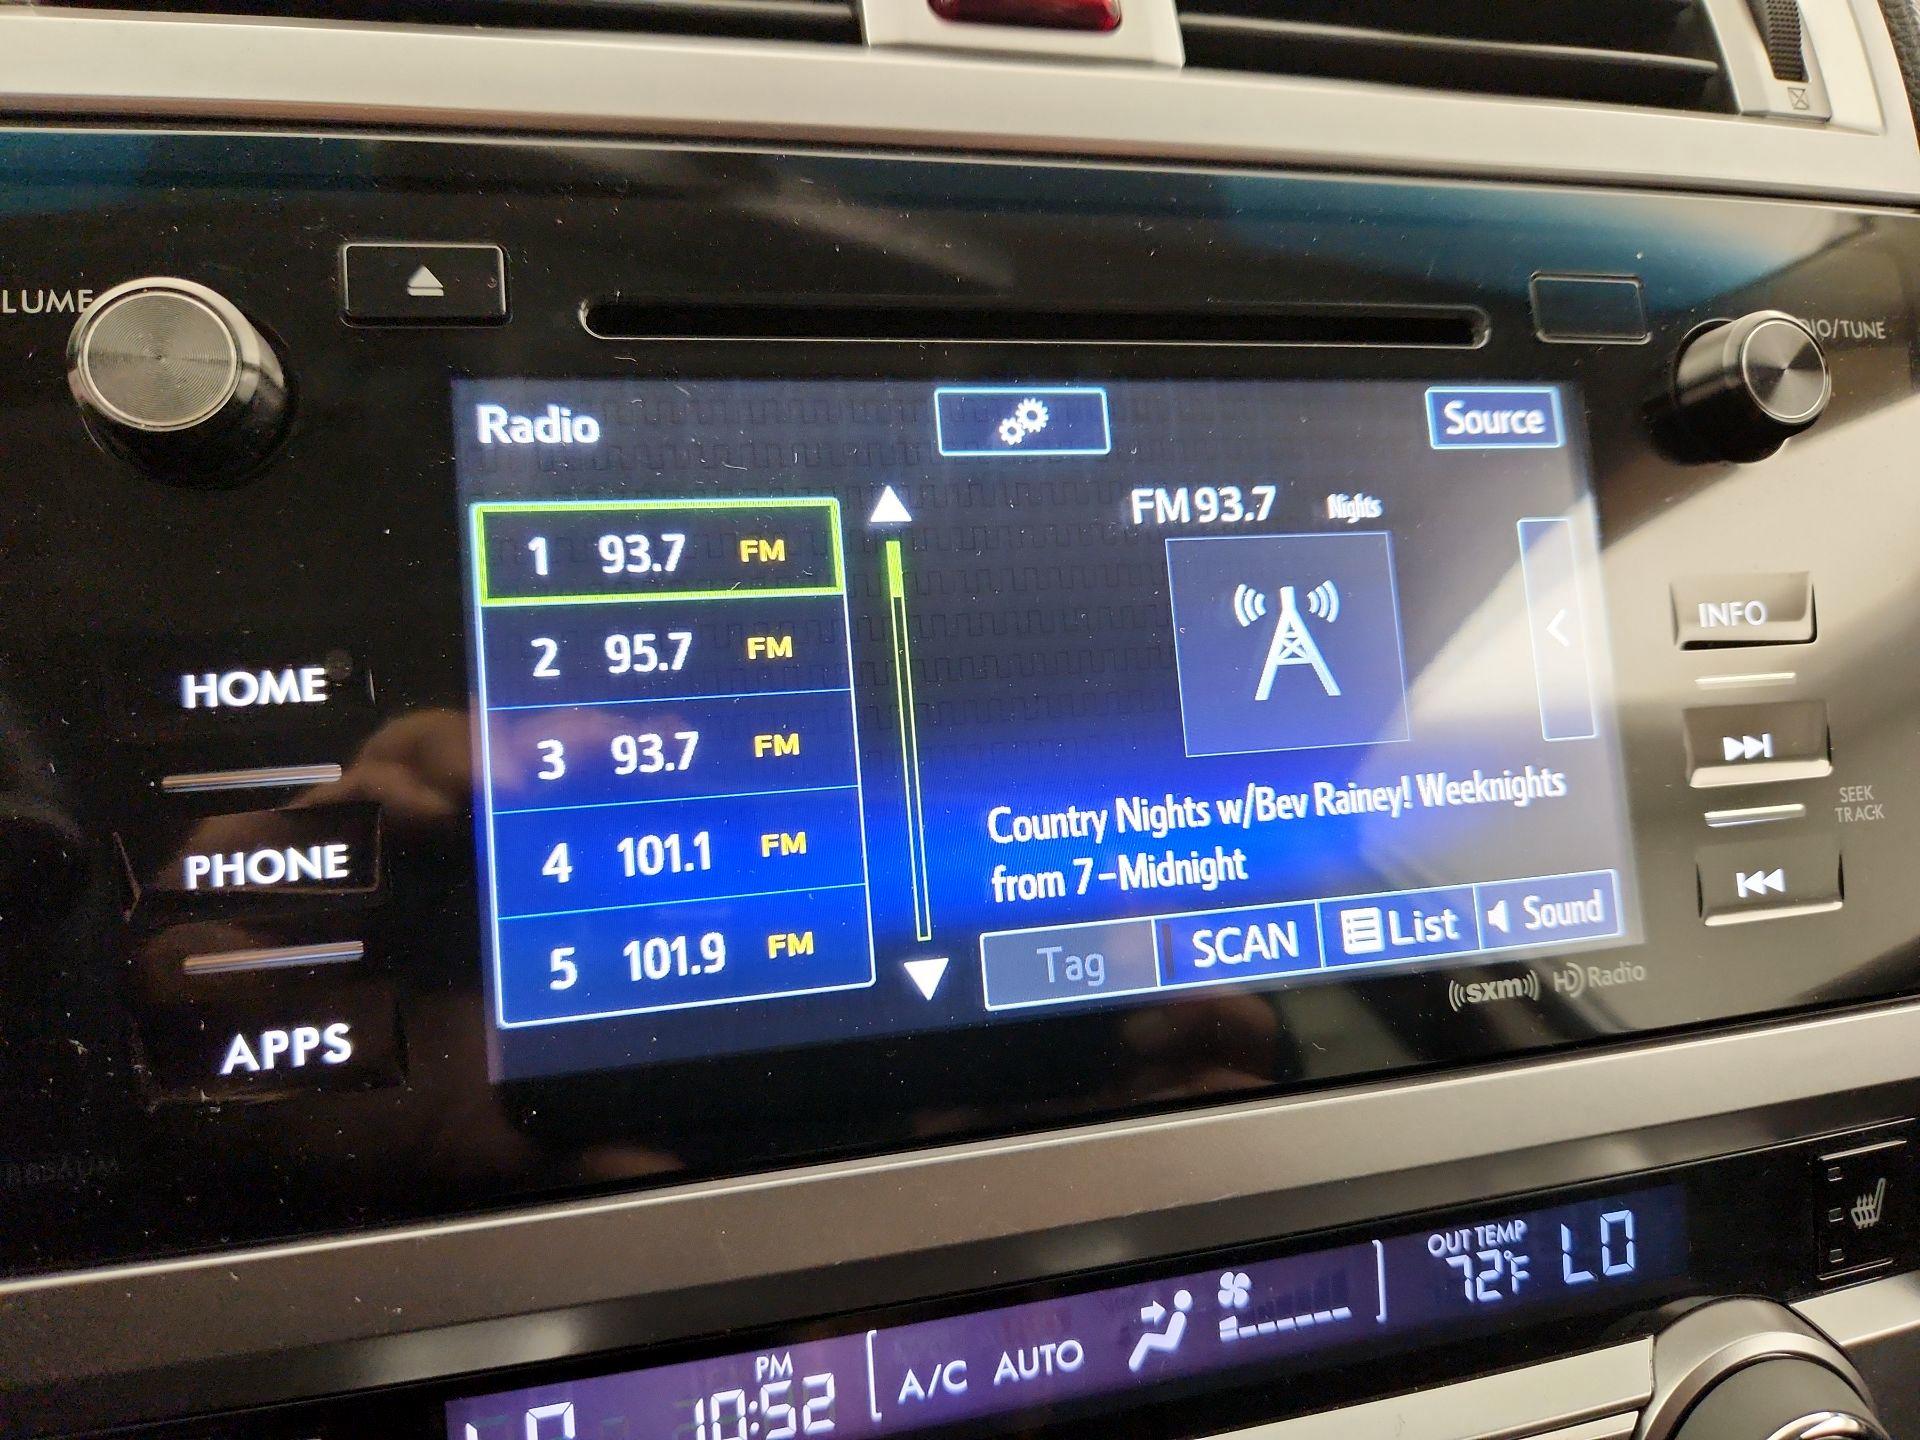 LUME
IO/TUNE
Radio
Source
FM 93.7 Nights
1 93.7 FM
2 95.7 FM
3 93.7 FM
4 101.1 FM
5 101.9 FM
Country Nights w/Bev Rainey! Weeknights
from 7-Midnight
Tag SCAN List Sound
HOME
PHONE
APPS
INFO
SEEK
TRACK
((sxm)) HD Radio
PM
10:52
A/C AUTO
OUT TEMP
72°F LO